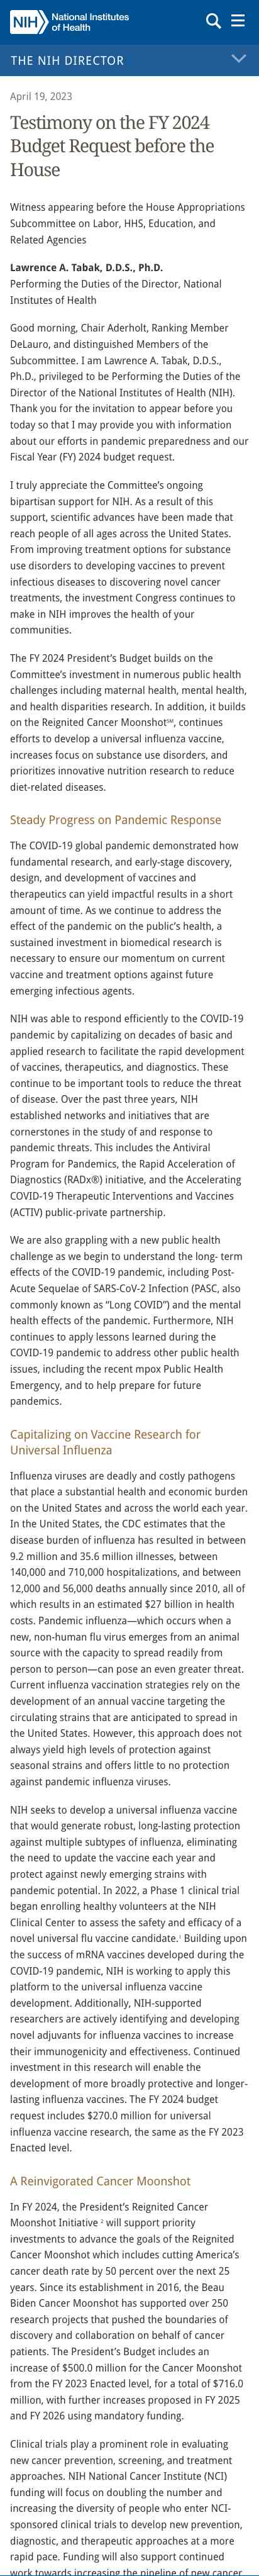 NIH National Institutes
of Health
THE NIH DIRECTOR
April 19, 2023
Testimony on the FY 2024
Budget Request before the
House
Witness appearing before the House Appropriations
Subcommittee on Labor, HHS, Education, and
Related Agencies
Lawrence A. Tabak, D.D.S., Ph.D.
Performing the Duties of the Director, National
Institutes of Health
Good morning, Chair Aderholt, Ranking Member
DeLauro, and distinguished Members of the
Subcommittee. I am Lawrence A. Tabak, D.D.S.,
Ph.D., privileged to be Performing the Duties of the
Director of the National Institutes of Health (NIH).
Thank you for the invitation to appear before you
today so that I may provide you with information
about our efforts in pandemic preparedness and our
Fiscal Year (FY) 2024 budget request.
I truly appreciate the Committee’s ongoing
bipartisan support for NIH. As a result of this
support, scientific advances have been made that
reach people of all ages across the United States.
From improving treatment options for substance
use disorders to developing vaccines to prevent
infectious diseases to discovering novel cancer
treatments, the investment Congress continues to
make in NIH improves the health of your
communities.
The FY 2024 President’s Budget builds on the
Committee’s investment in numerous public health
challenges including maternal health, mental health,
and health disparities research. In addition, it builds
on the Reignited Cancer Moonshot℠, continues
efforts to develop a universal influenza vaccine,
increases focus on substance use disorders, and
prioritizes innovative nutrition research to reduce
diet-related diseases.
Steady Progress on Pandemic Response
The COVID-19 global pandemic demonstrated how
fundamental research, and early-stage discovery,
design, and development of vaccines and
therapeutics can yield impactful results in a short
amount of time. As we continue to address the
effect of the pandemic on the public’s health, a
sustained investment in biomedical research is
necessary to ensure our momentum on current
vaccine and treatment options against future
emerging infectious agents.
NIH was able to respond efficiently to the COVID-19
pandemic by capitalizing on decades of basic and
applied research to facilitate the rapid development
of vaccines, therapeutics, and diagnostics. These
continue to be important tools to reduce the threat
of disease. Over the past three years, NIH
established networks and initiatives that are
cornerstones in the study of and response to
pandemic threats. This includes the Antiviral
Program for Pandemics, the Rapid Acceleration of
Diagnostics (RADx®) initiative, and the Accelerating
COVID-19 Therapeutic Interventions and Vaccines
(ACTIV) public-private partnership.
We are also grappling with a new public health
challenge as we begin to understand the long- term
effects of the COVID-19 pandemic, including Post-
Acute Sequelae of SARS-CoV-2 Infection (PASC, also
commonly known as “Long COVID”) and the mental
health effects of the pandemic. Furthermore, NIH
continues to apply lessons learned during the
COVID-19 pandemic to address other public health
issues, including the recent mpox Public Health
Emergency, and to help prepare for future
pandemics.
Capitalizing on Vaccine Research for
Universal Influenza
Influenza viruses are deadly and costly pathogens
that place a substantial health and economic burden
on the United States and across the world each year.
In the United States, the CDC estimates that the
disease burden of influenza has resulted in between
9.2 million and 35.6 million illnesses, between
140,000 and 710,000 hospitalizations, and between
12,000 and 56,000 deaths annually since 2010, all of
which results in an estimated $27 billion in health
costs. Pandemic influenza—which occurs when a
new, non-human flu virus emerges from an animal
source with the capacity to spread readily from
person to person—can pose an even greater threat.
Current influenza vaccination strategies rely on the
development of an annual vaccine targeting the
circulating strains that are anticipated to spread in
the United States. However, this approach does not
always yield high levels of protection against
seasonal strains and offers little to no protection
against pandemic influenza viruses.
NIH seeks to develop a universal influenza vaccine
that would generate robust, long-lasting protection
against multiple subtypes of influenza, eliminating
the need to update the vaccine each year and
protect against newly emerging strains with
pandemic potential. In 2022, a Phase 1 clinical trial
began enrolling healthy volunteers at the NIH
Clinical Center to assess the safety and efficacy of a
novel universal flu vaccine candidate.¹ Building upon
the success of mRNA vaccines developed during the
COVID-19 pandemic, NIH is working to apply this
platform to the universal influenza vaccine
development. Additionally, NIH-supported
researchers are actively identifying and developing
novel adjuvants for influenza vaccines to increase
their immunogenicity and effectiveness. Continued
investment in this research will enable the
development of more broadly protective and longer-
lasting influenza vaccines. The FY 2024 budget
request includes $270.0 million for universal
influenza vaccine research, the same as the FY 2023
Enacted level.
A Reinvigorated Cancer Moonshot
In FY 2024, the President’s Reignited Cancer
Moonshot Initiative ² will support priority
investments to advance the goals of the Reignited
Cancer Moonshot which includes cutting America’s
cancer death rate by 50 percent over the next 25
years. Since its establishment in 2016, the Beau
Biden Cancer Moonshot has supported over 250
research projects that pushed the boundaries of
discovery and collaboration on behalf of cancer
patients. The President’s Budget includes an
increase of $500.0 million for the Cancer Moonshot
from the FY 2023 Enacted level, for a total of $716.0
million, with further increases proposed in FY 2025
and FY 2026 using mandatory funding.
Clinical trials play a prominent role in evaluating
new cancer prevention, screening, and treatment
approaches. NIH National Cancer Institute (NCI)
funding will focus on doubling the number and
increasing the diversity of people who enter NCI-
sponsored clinical trials to develop new prevention,
diagnostic, and therapeutic approaches at a more
rapid pace. Funding will also support continued
work towards increasing the pipeline of new cancer